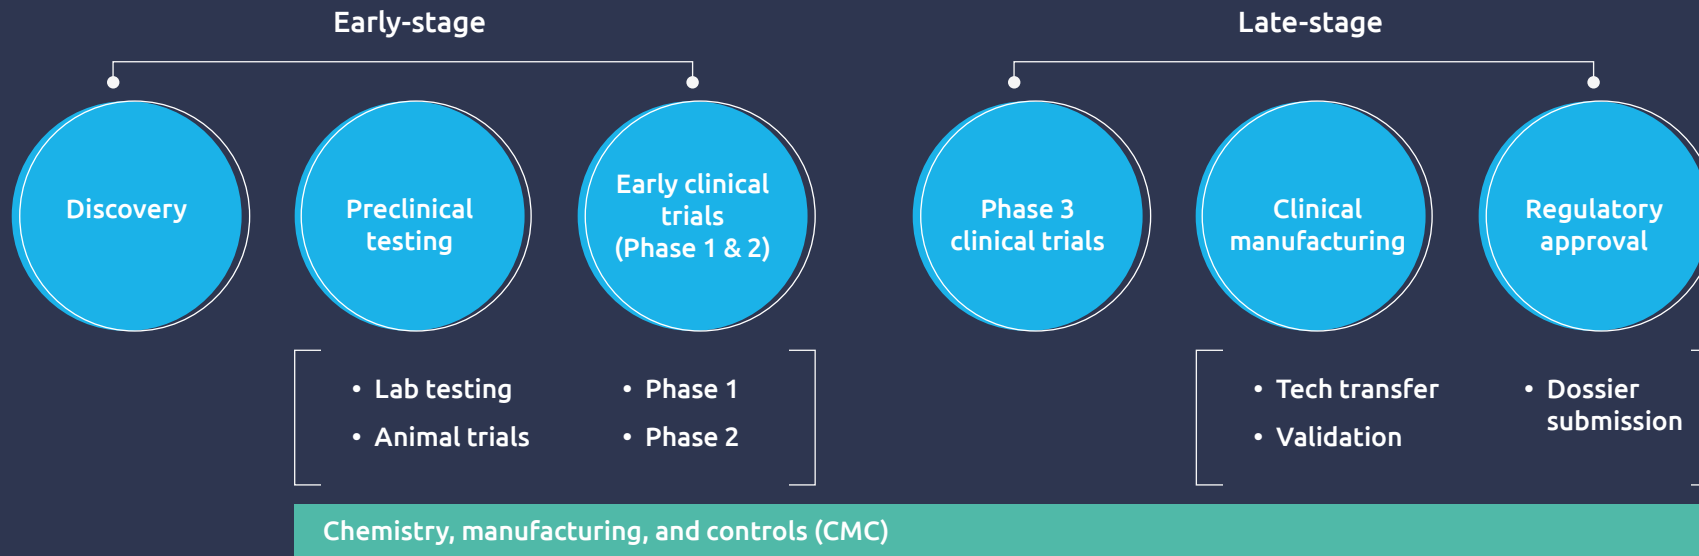 Early-stage
Late-stage
Discovery
Preclinical
testing
Early clinical
trials
(Phase 1 & 2)
Phase 3
clinical trials
Clinical
manufacturing
Regulatory
approval
• Lab testing
• Animal trials
• Phase 1
• Phase 2
• Tech transfer
• Validation
• Dossier
submission
Chemistry, manufacturing, and controls (CMC)